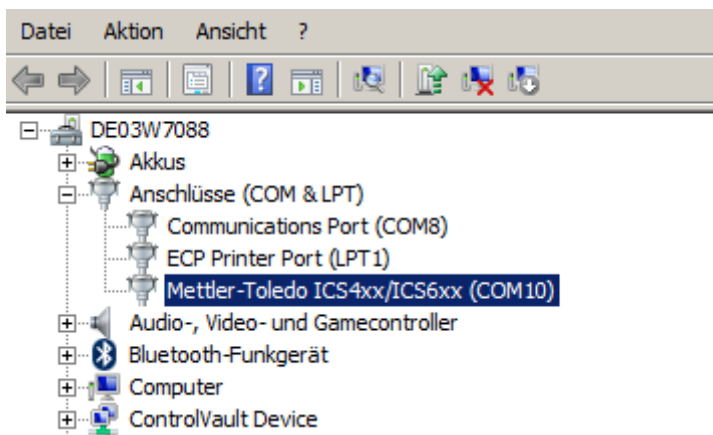 Datei Aktion Ansicht ?
DE03W7088
Akkus
Anschlüsse (COM & LPT)
Communications Port (COM8)
ECP Printer Port (LPT1)
Mettler-Toledo ICS4xx/ICS6xx (COM10)
Audio-, Video- und Gamecontroller
Bluetooth-Funkgerät
Computer
ControlVault Device